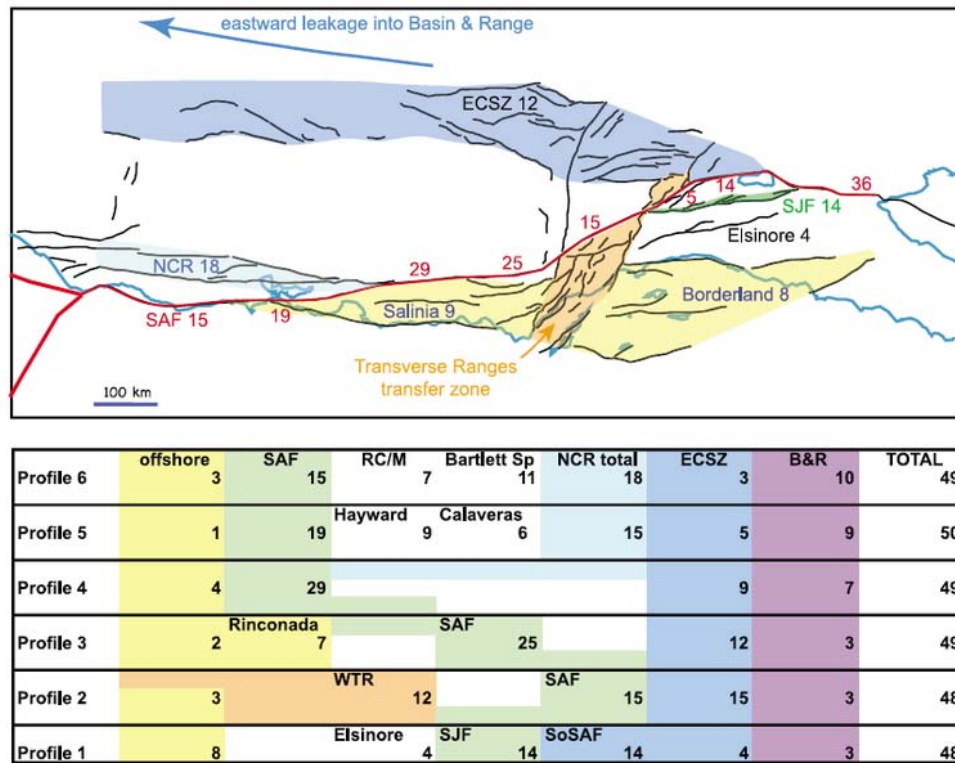 eastward leakage into Basin & Range
ECSZ 12
14
36
5
SJF 14
15
Elsinore 4
NCR 18
29
25
Salinia 9
Borderland 8
SAF 15
19
Transverse Ranges
transfer zone
100 km
offshore SAF RC/M Bartlett Sp NCR total ECSZ B&R TOTAL
Profile 6 3 15 7 11 18 3 10 49
Hayward Calaveras
Profile 5 1 19 9 6 15 5 9 50
Profile 4 4 29 9 7 49
Rinconada SAF
Profile 3 2 7 25 12 3 49
WTR SAF
Profile 2 3 12 15 15 3 48
Elsinore SJF SoSAF
Profile 1 8 4 14 14 4 3 48